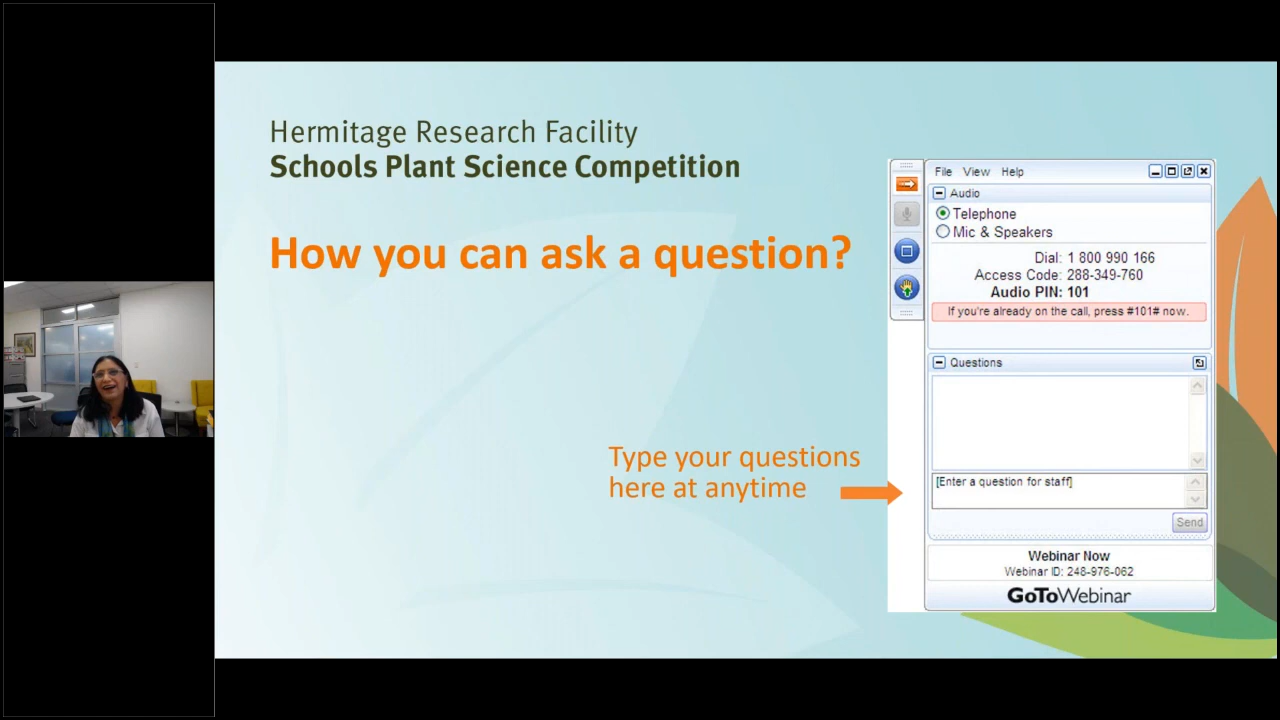 Hermitage Research Facility
Schools Plant Science Competition
How you can ask a question?
Type your questions
here at anytime
File View Help
Audio
Telephone
Mic & Speakers
Dial: 1 800 990 166
Access Code: 288-349-760
Audio PIN: 101
If you're already on the call, press #101# now.
Questions
[Enter a question for staff]
Send
Webinar Now
Webinar ID: 248-976-062
GoToWebinar